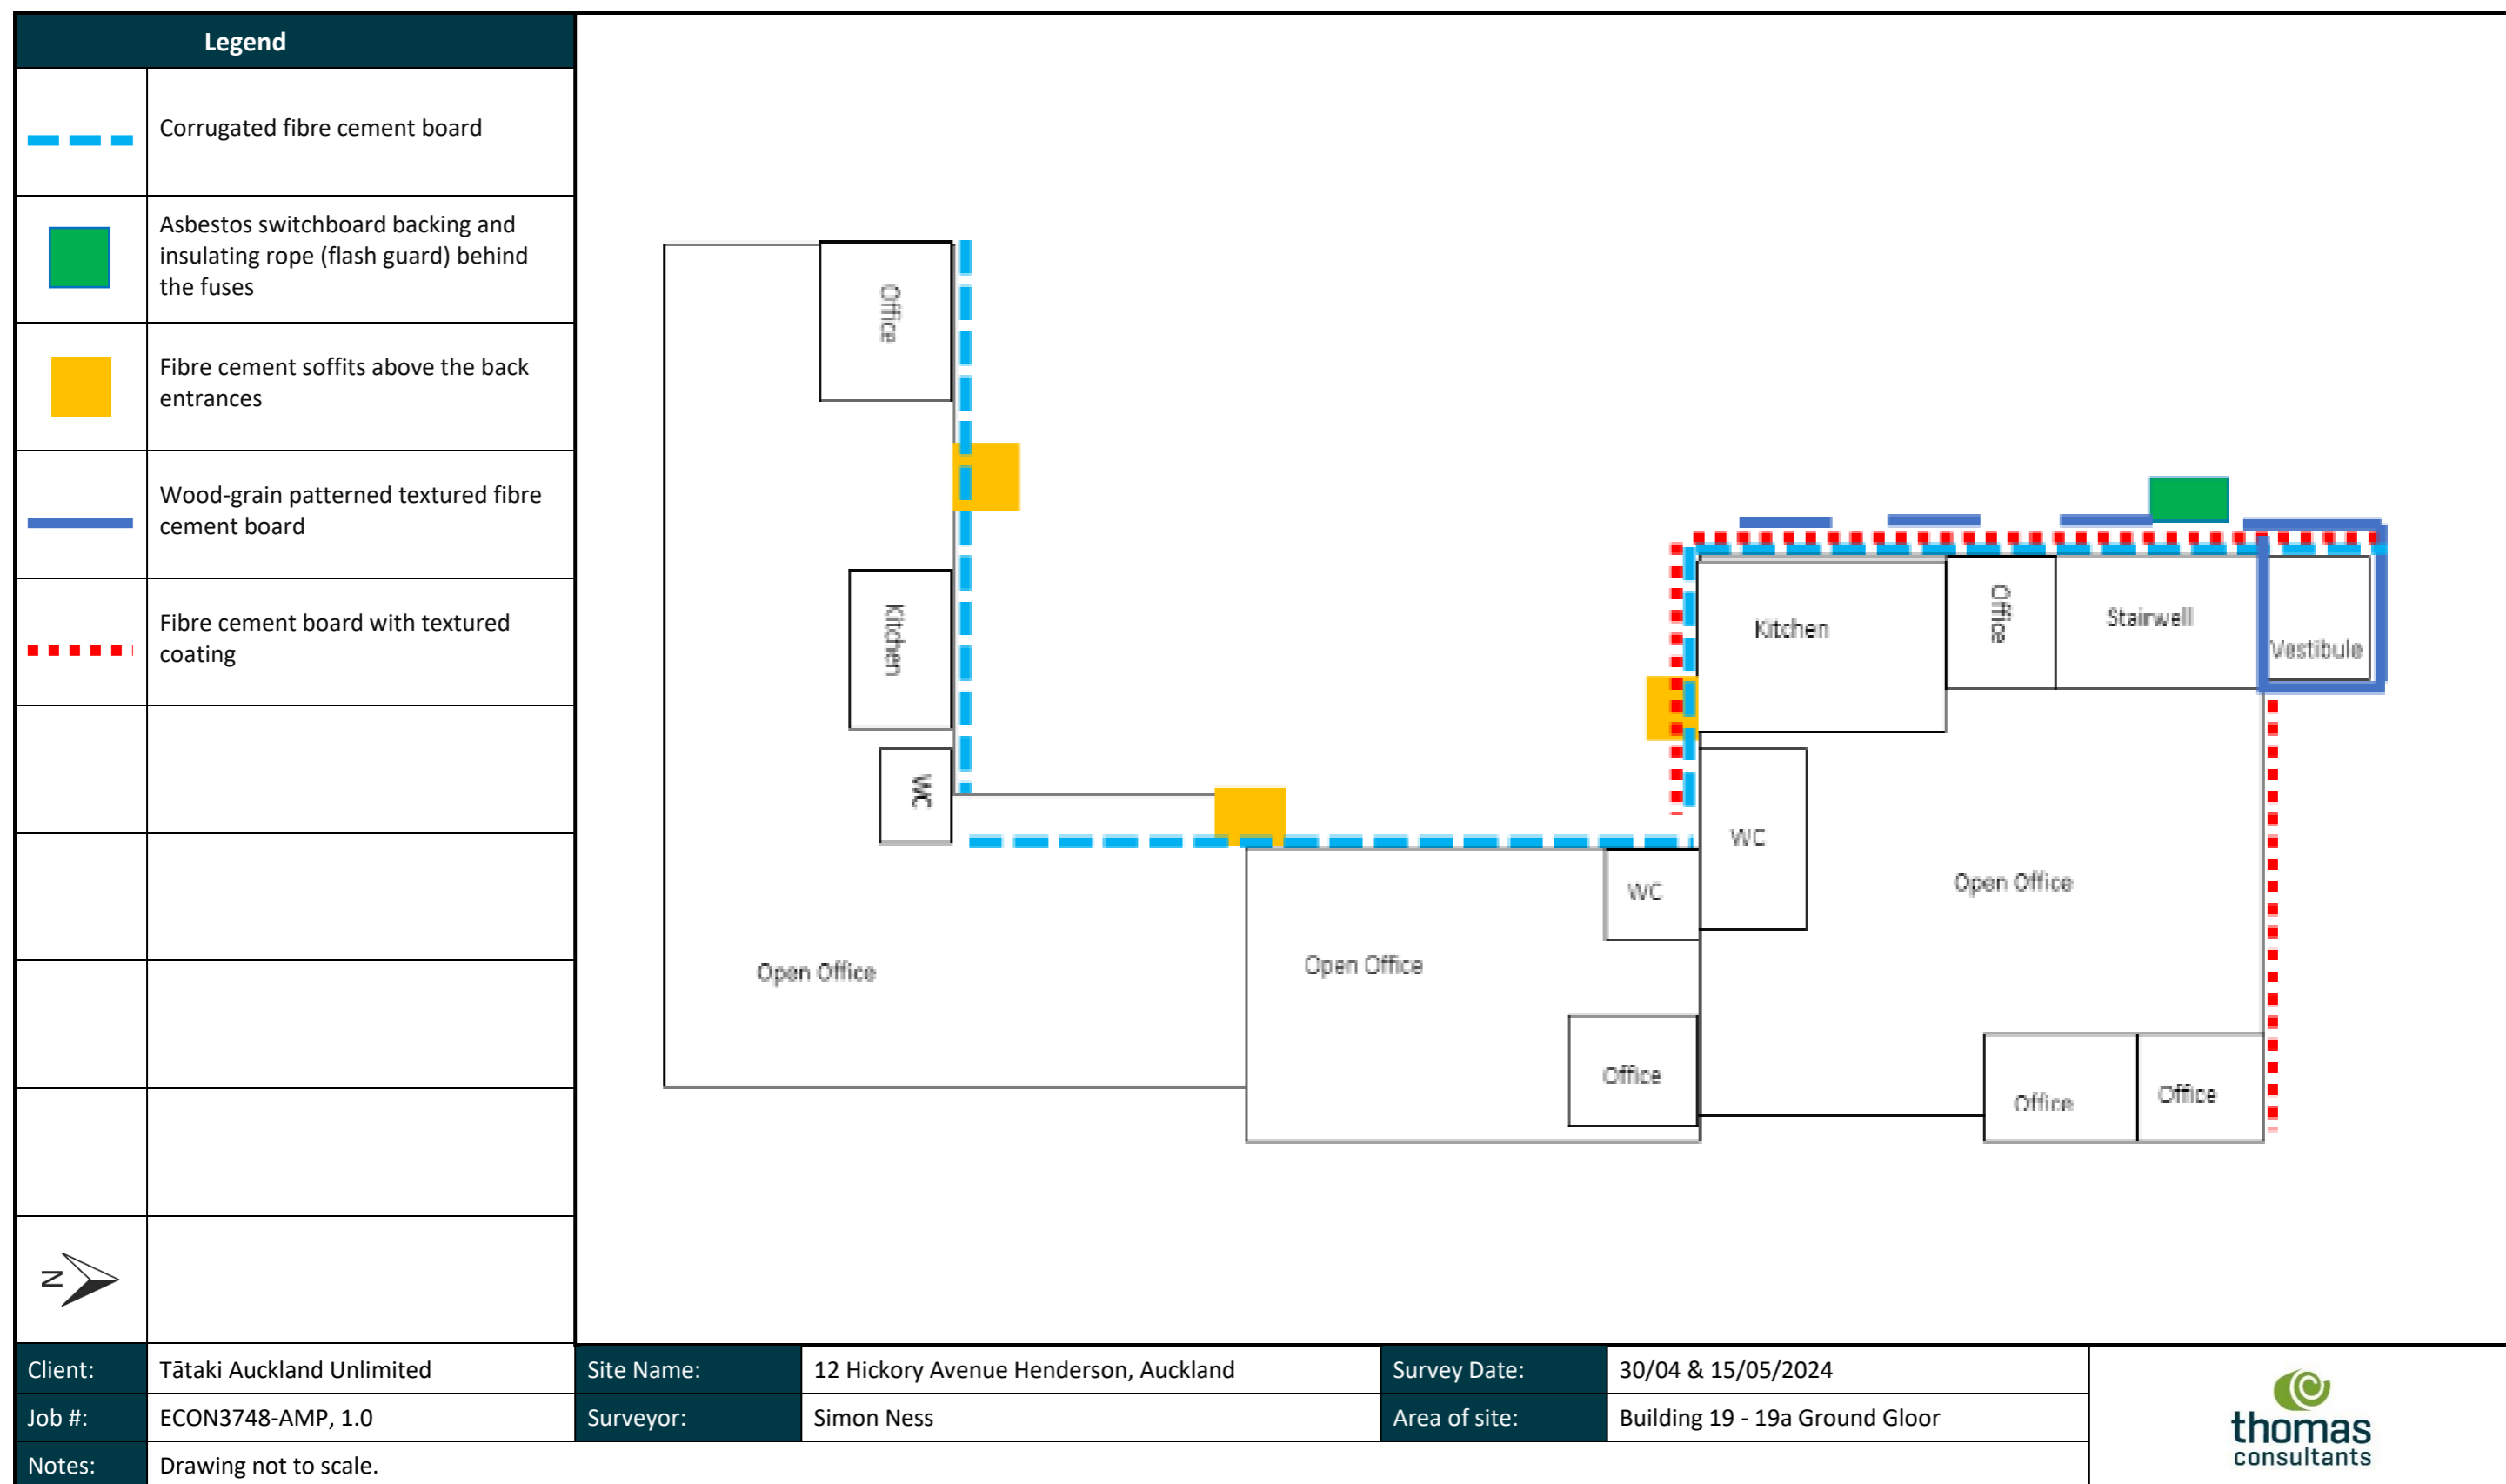 Legend
Corrugated fibre cement board
Asbestos switchboard backing and
insulating rope (flash guard) behind
the fuses
Fibre cement soffits above the back
entrances
Wood-grain patterned textured fibre
cement board
Fibre cement board with textured
coating
N
Office
Kitchen
WC
Open Office
Open Office
WC
Office
Kitchen
Office
Stairwell
Vestibule
WC
Open Office
Office
Office
Client: Tātaki Auckland Unlimited Site Name: 12 Hickory Avenue Henderson, Auckland Survey Date: 30/04 & 15/05/2024
Job #: ECON3748-AMP, 1.0 Surveyor: Simon Ness Area of site: Building 19 - 19a Ground Gloor
Notes: Drawing not to scale.
thomas
consultants